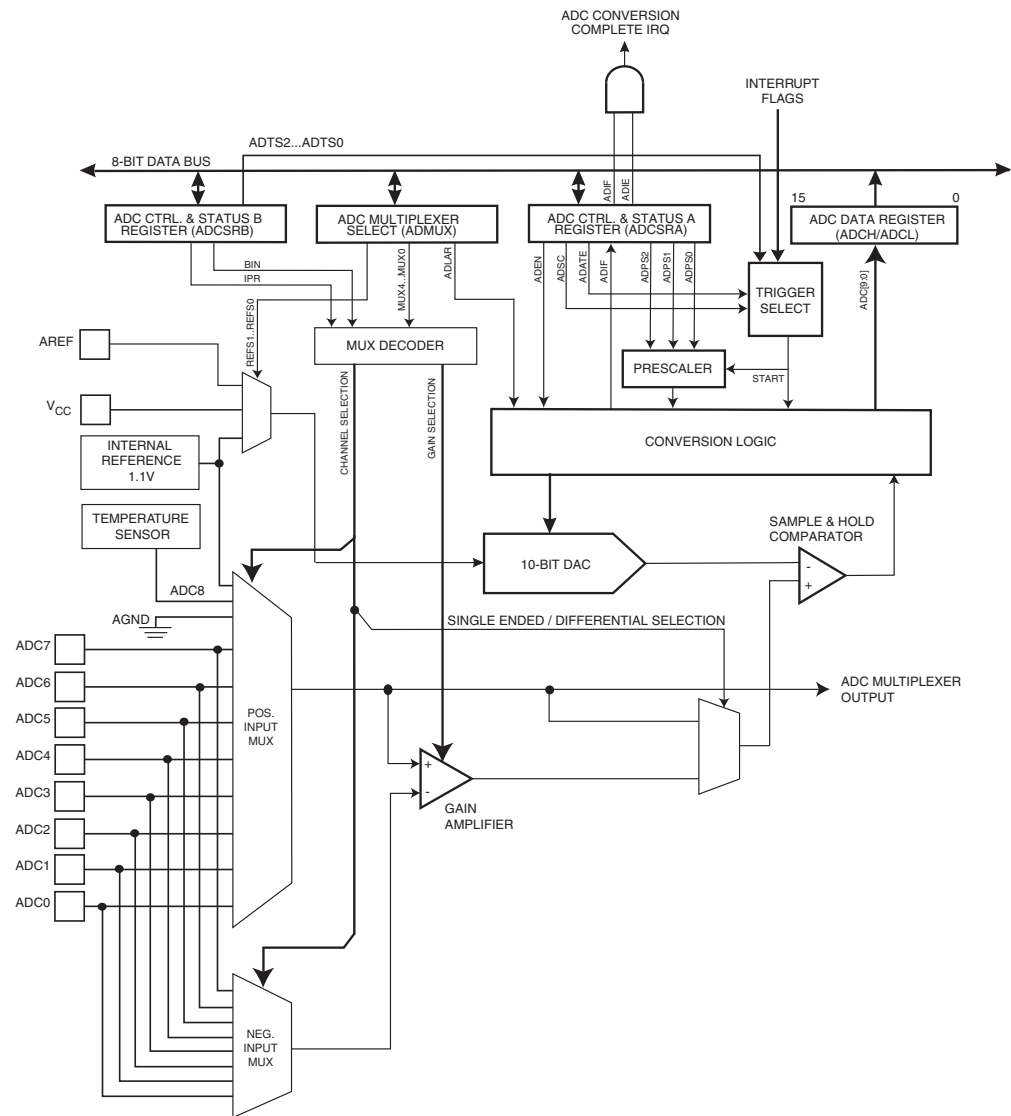 ADC CONVERSION
COMPLETE IRQ
INTERRUPT
FLAGS
ADTS2...ADTS0
8-BIT DATA BUS
ADIF
ADIE
15
0
ADC CTRL. & STATUS B
REGISTER (ADCSRB)
ADC MULTIPLEXER
SELECT (ADMUX)
ADC CTRL. & STATUS A
REGISTER (ADCSRA)
ADC DATA REGISTER
(ADCH/ADCL)
BIN
IPR
REFS1..REFS0
MUX4...MUX0
ADLAR
ADEN
ADSC
ADATE
ADIF
ADPS2
ADPS1
ADPS0
ADC[9:0]
TRIGGER
SELECT
MUX DECODER
PRESCALER
START
AREF
VCC
INTERNAL
REFERENCE
1.1V
CHANNEL SELECTION
GAIN SELECTION
CONVERSION LOGIC
TEMPERATURE
SENSOR
10-BIT DAC
SAMPLE & HOLD
COMPARATOR
-
+
ADC8
AGND
SINGLE ENDED / DIFFERENTIAL SELECTION
ADC7
ADC6
ADC5
ADC4
ADC3
ADC2
ADC1
ADC0
POS.
INPUT
MUX
ADC MULTIPLEXER
OUTPUT
+
-
GAIN
AMPLIFIER
NEG.
INPUT
MUX